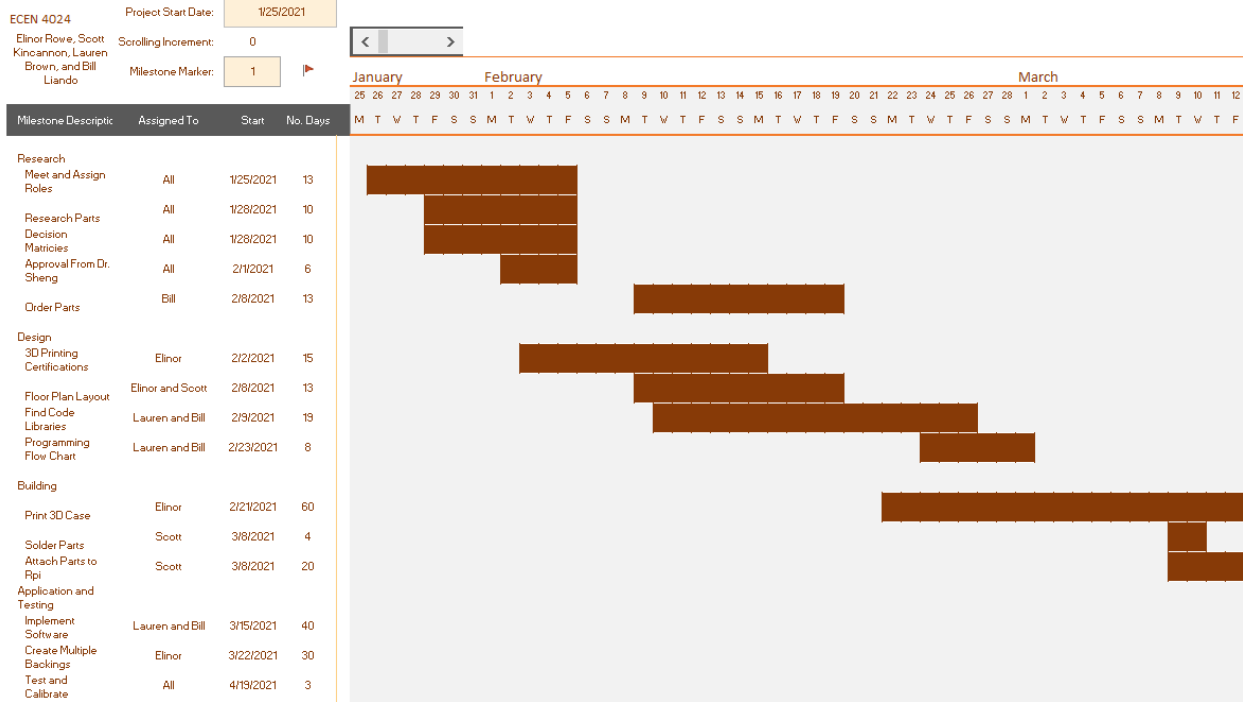 ECEN 4024
Project Start Date: 1/25/2021
Elinor Rowe, Scott
Kincannon, Lauren
Brown, and Bill
Liando
Scrolling Increment: 0
Milestone Marker: 1
January February March
25 26 27 28 29 30 31 1 2 3 4 5 6 7 8 9 10 11 12 13 14 15 16 17 18 19 20 21 22 23 24 25 26 27 28 1 2 3 4 5 6 7 8 9 10 11 12
Milestone Descriptic Assigned To Start No. Days M T W T F S S M T W T F S S M T W T F S S M T W T F S S M T W T F S S M T W T F S S M T W T F
Research
Meet and Assign
Roles All 1/25/2021 13
Research Parts All 1/28/2021 10
Decision
Matricies All 1/28/2021 10
Approval From Dr.
Sheng All 2/1/2021 6
Order Parts Bill 2/8/2021 13
Design
3D Printing
Certifications Elinor 2/2/2021 15
Floor Plan Layout Elinor and Scott 2/8/2021 13
Find Code
Libraries Lauren and Bill 2/9/2021 19
Programming
Flow Chart Lauren and Bill 2/23/2021 8
Building
Print 3D Case Elinor 2/21/2021 60
Solder Parts Scott 3/8/2021 4
Attach Parts to
Rpi Scott 3/8/2021 20
Application and
Testing
Implement
Software Lauren and Bill 3/15/2021 40
Create Multiple
Backings Elinor 3/22/2021 30
Test and
Calibrate All 4/19/2021 3